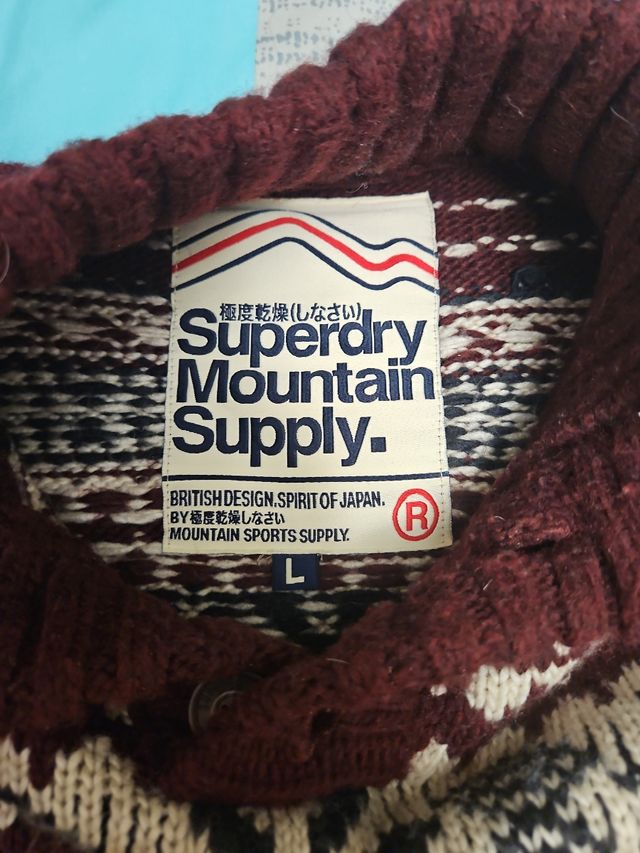 極度乾燥(しなさい)
Superdry
Mountain
Supply.
BRITISH DESIGN.SPIRIT OF JAPAN.
BY 極度乾燥しなさい
MOUNTAIN SPORTS SUPPLY.
®
L